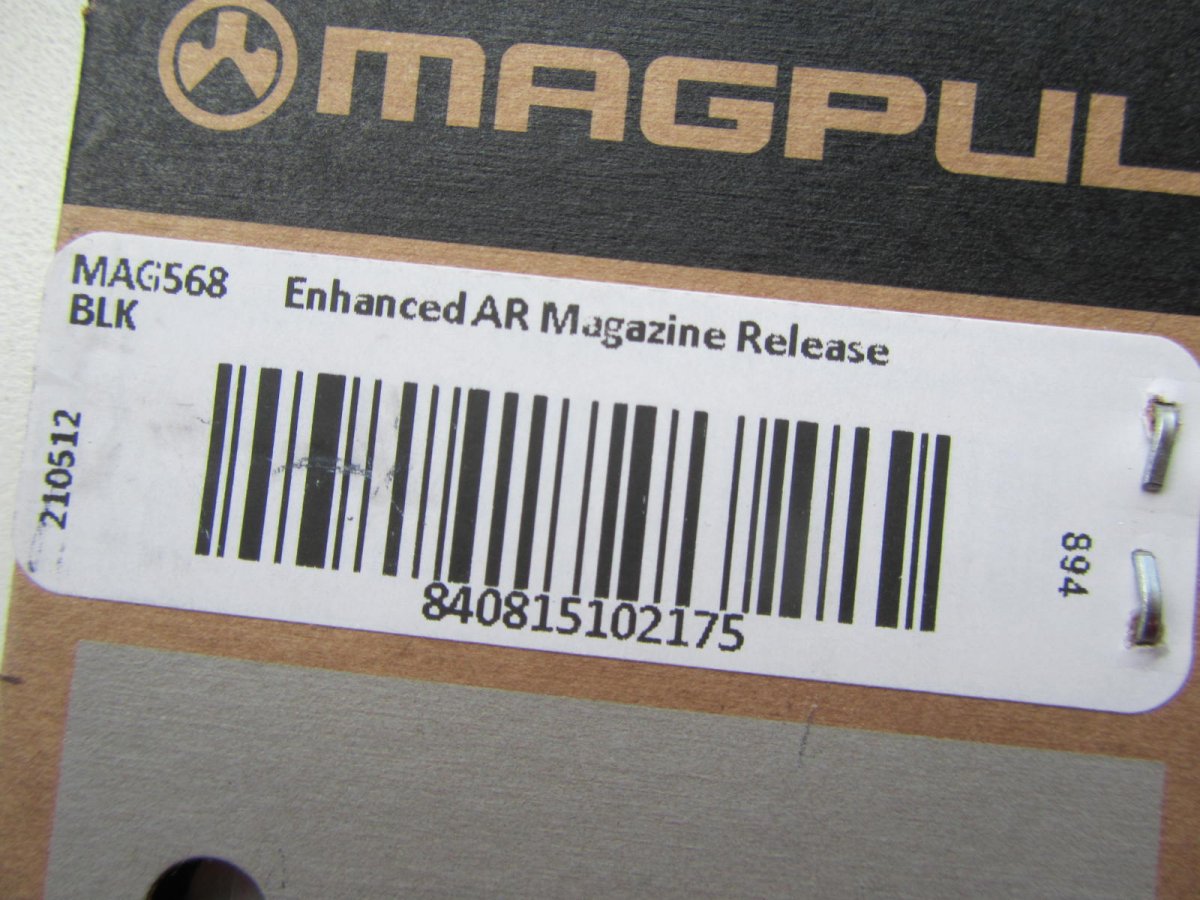 MAGPUL
MAG568 Enhanced AR Magazine Release
BLK
210512
894
840815102175